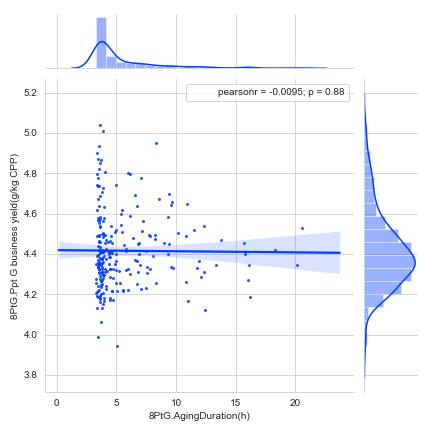 pearsonr = -0.0095; p = 0.88
5.2
5.0
4.8
4.6
4.4
4.2
4.0
3.8
8PtG.Ppt G business yield(g/kg CPP)
0 5 10 15 20
8PtG.AgingDuration(h)